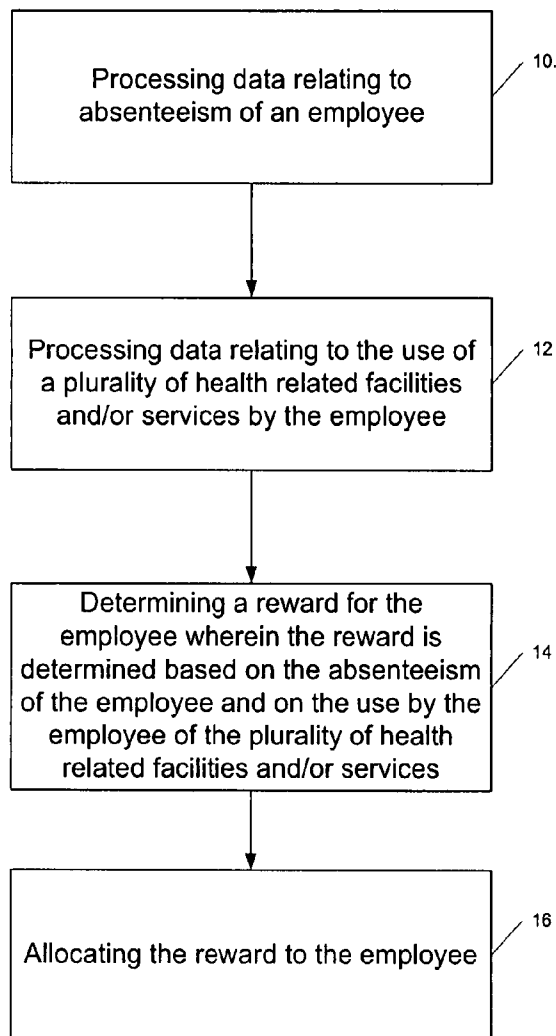 Processing data relating to
absenteeism of an employee
10.
Processing data relating to the use of
a plurality of health related facilities
and/or services by the employee
12
Determining a reward for the
employee wherein the reward is
determined based on the absenteeism
of the employee and on the use by the
employee of the plurality of health
related facilities and/or services
14
Allocating the reward to the employee
16